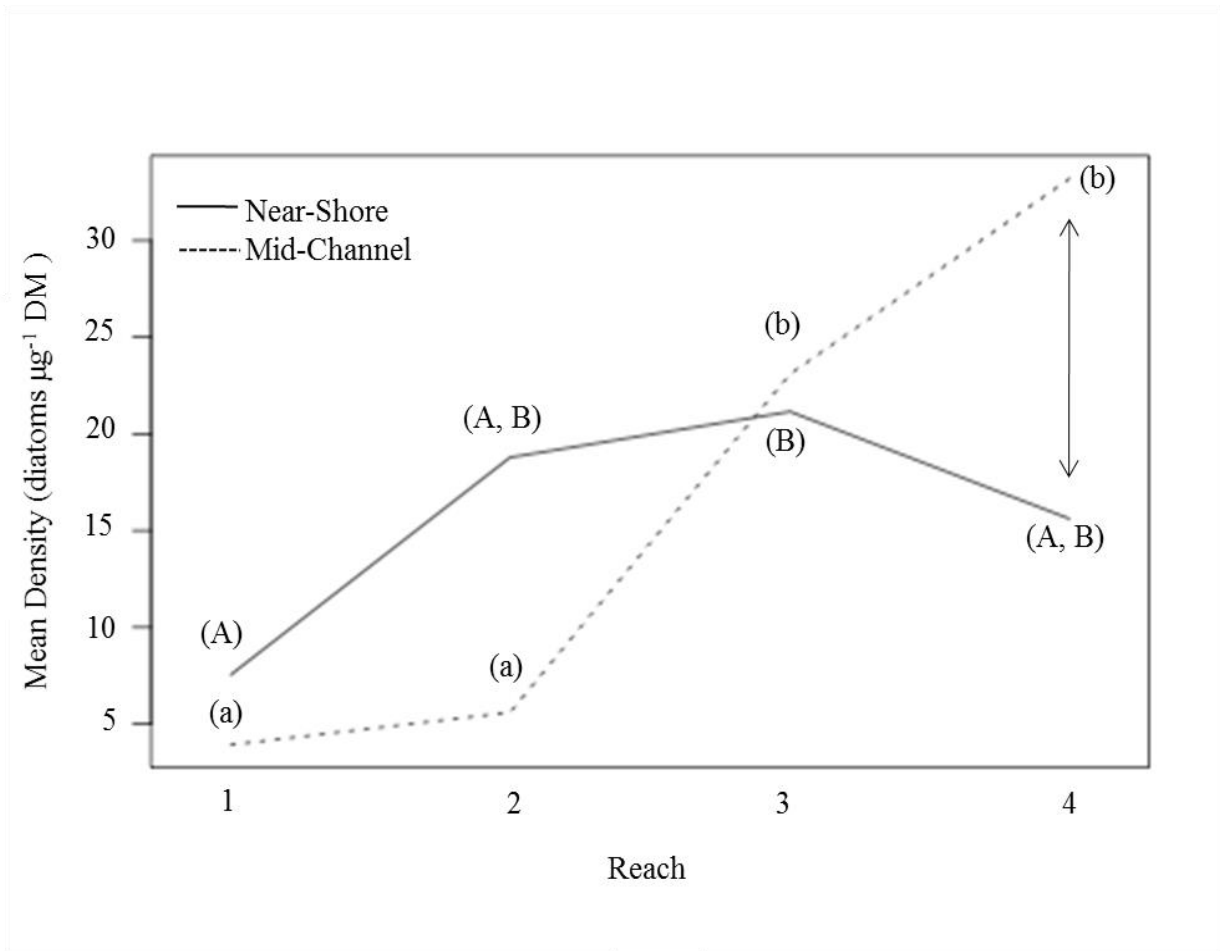 Near-Shore
Mid-Channel
Mean Density (diatoms µg⁻¹ DM )
30
25
20
15
10
5
(b)
(b)
(A, B)
(B)
(A, B)
(A)
(a)
(a)
1
2
3
4
Reach